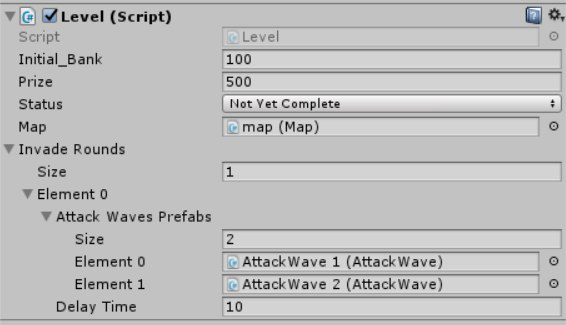 Level (Script)
Script Level
Initial_Bank 100
Prize 500
Status Not Yet Complete
Map map (Map)
Invade Rounds
Size 1
Element 0
Attack Waves Prefabs
Size 2
Element 0 AttackWave 1 (AttackWave)
Element 1 AttackWave 2 (AttackWave)
Delay Time 10